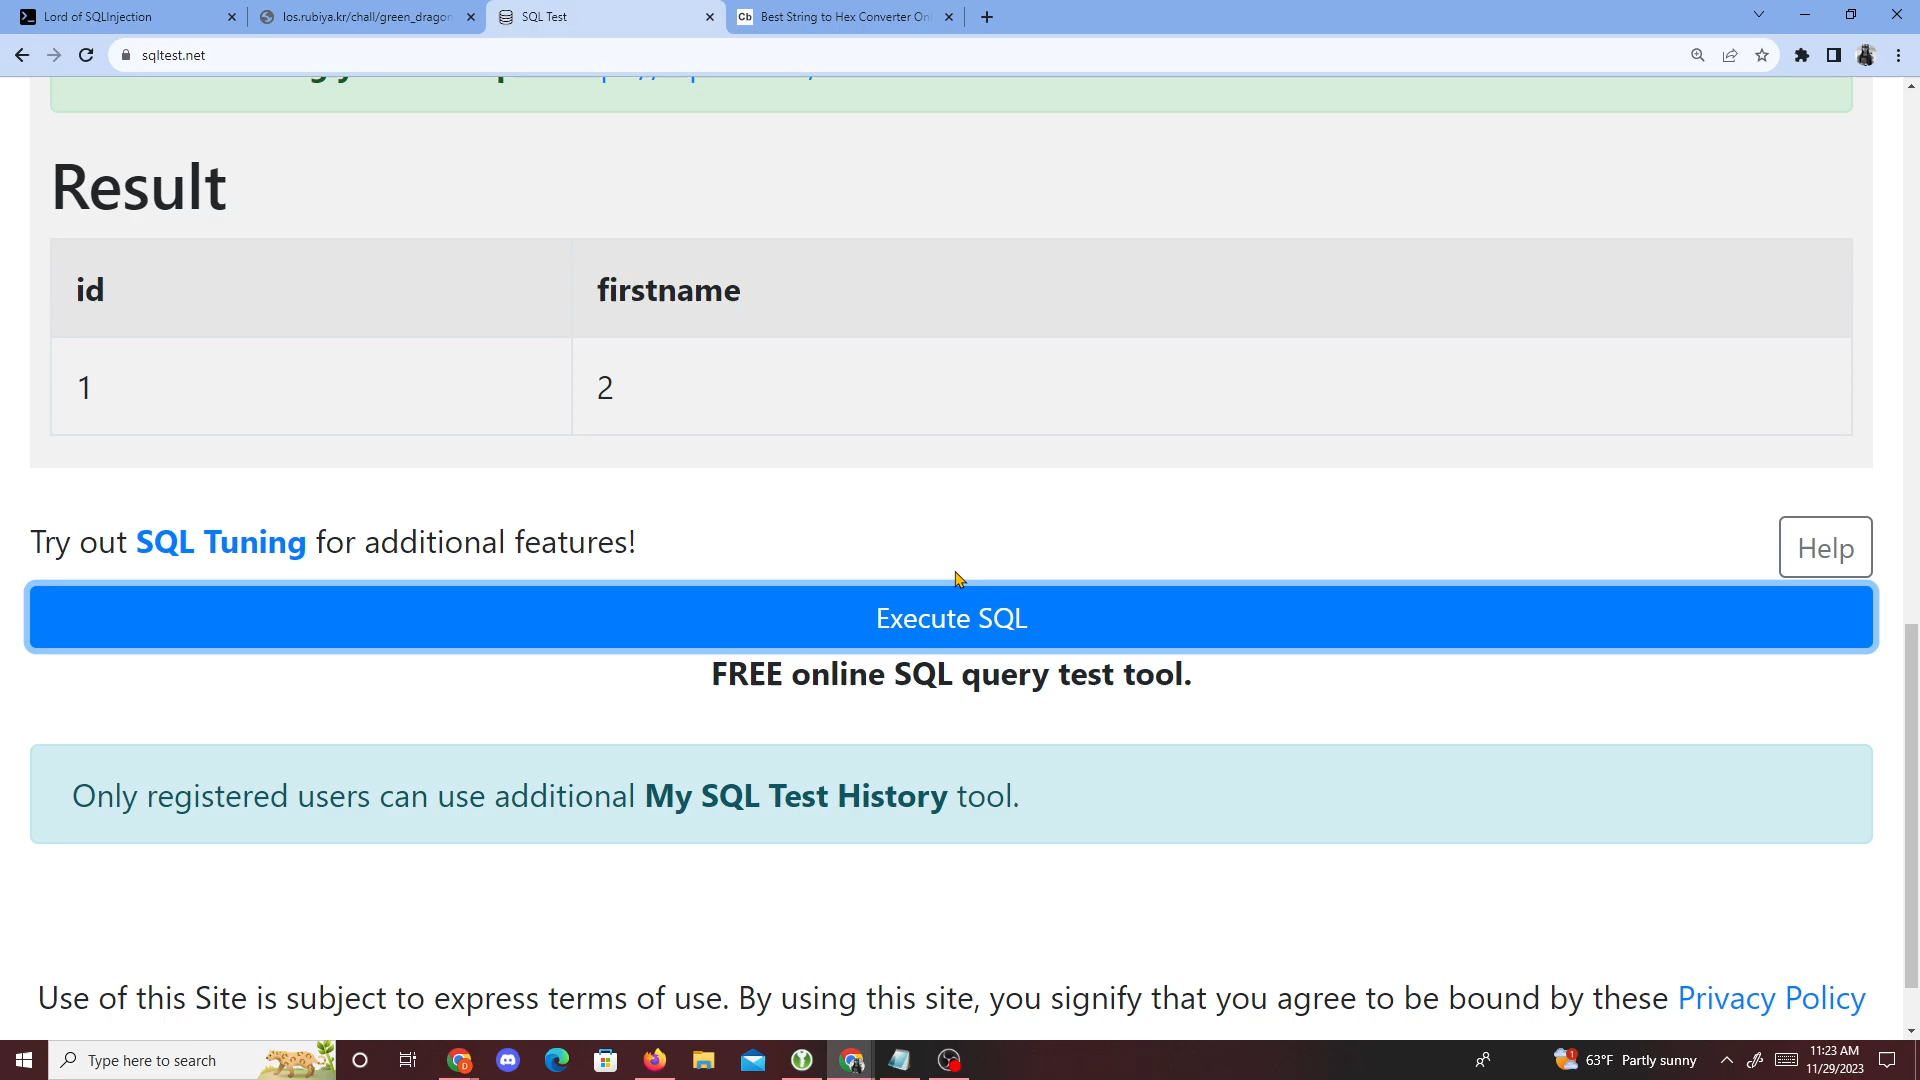 Lord of SQLInjection
los.rubiya.kr/chall/green_dragon
SQL Test
Cb Best String to Hex Converter Onl
sqltest.net
Result
id firstname
1 2
Try out SQL Tuning for additional features!
Help
Execute SQL
FREE online SQL query test tool.
Only registered users can use additional My SQL Test History tool.
Use of this Site is subject to express terms of use. By using this site, you signify that you agree to be bound by these Privacy Policy
Type here to search
1
63°F Partly sunny
11:23 AM
11/29/2023